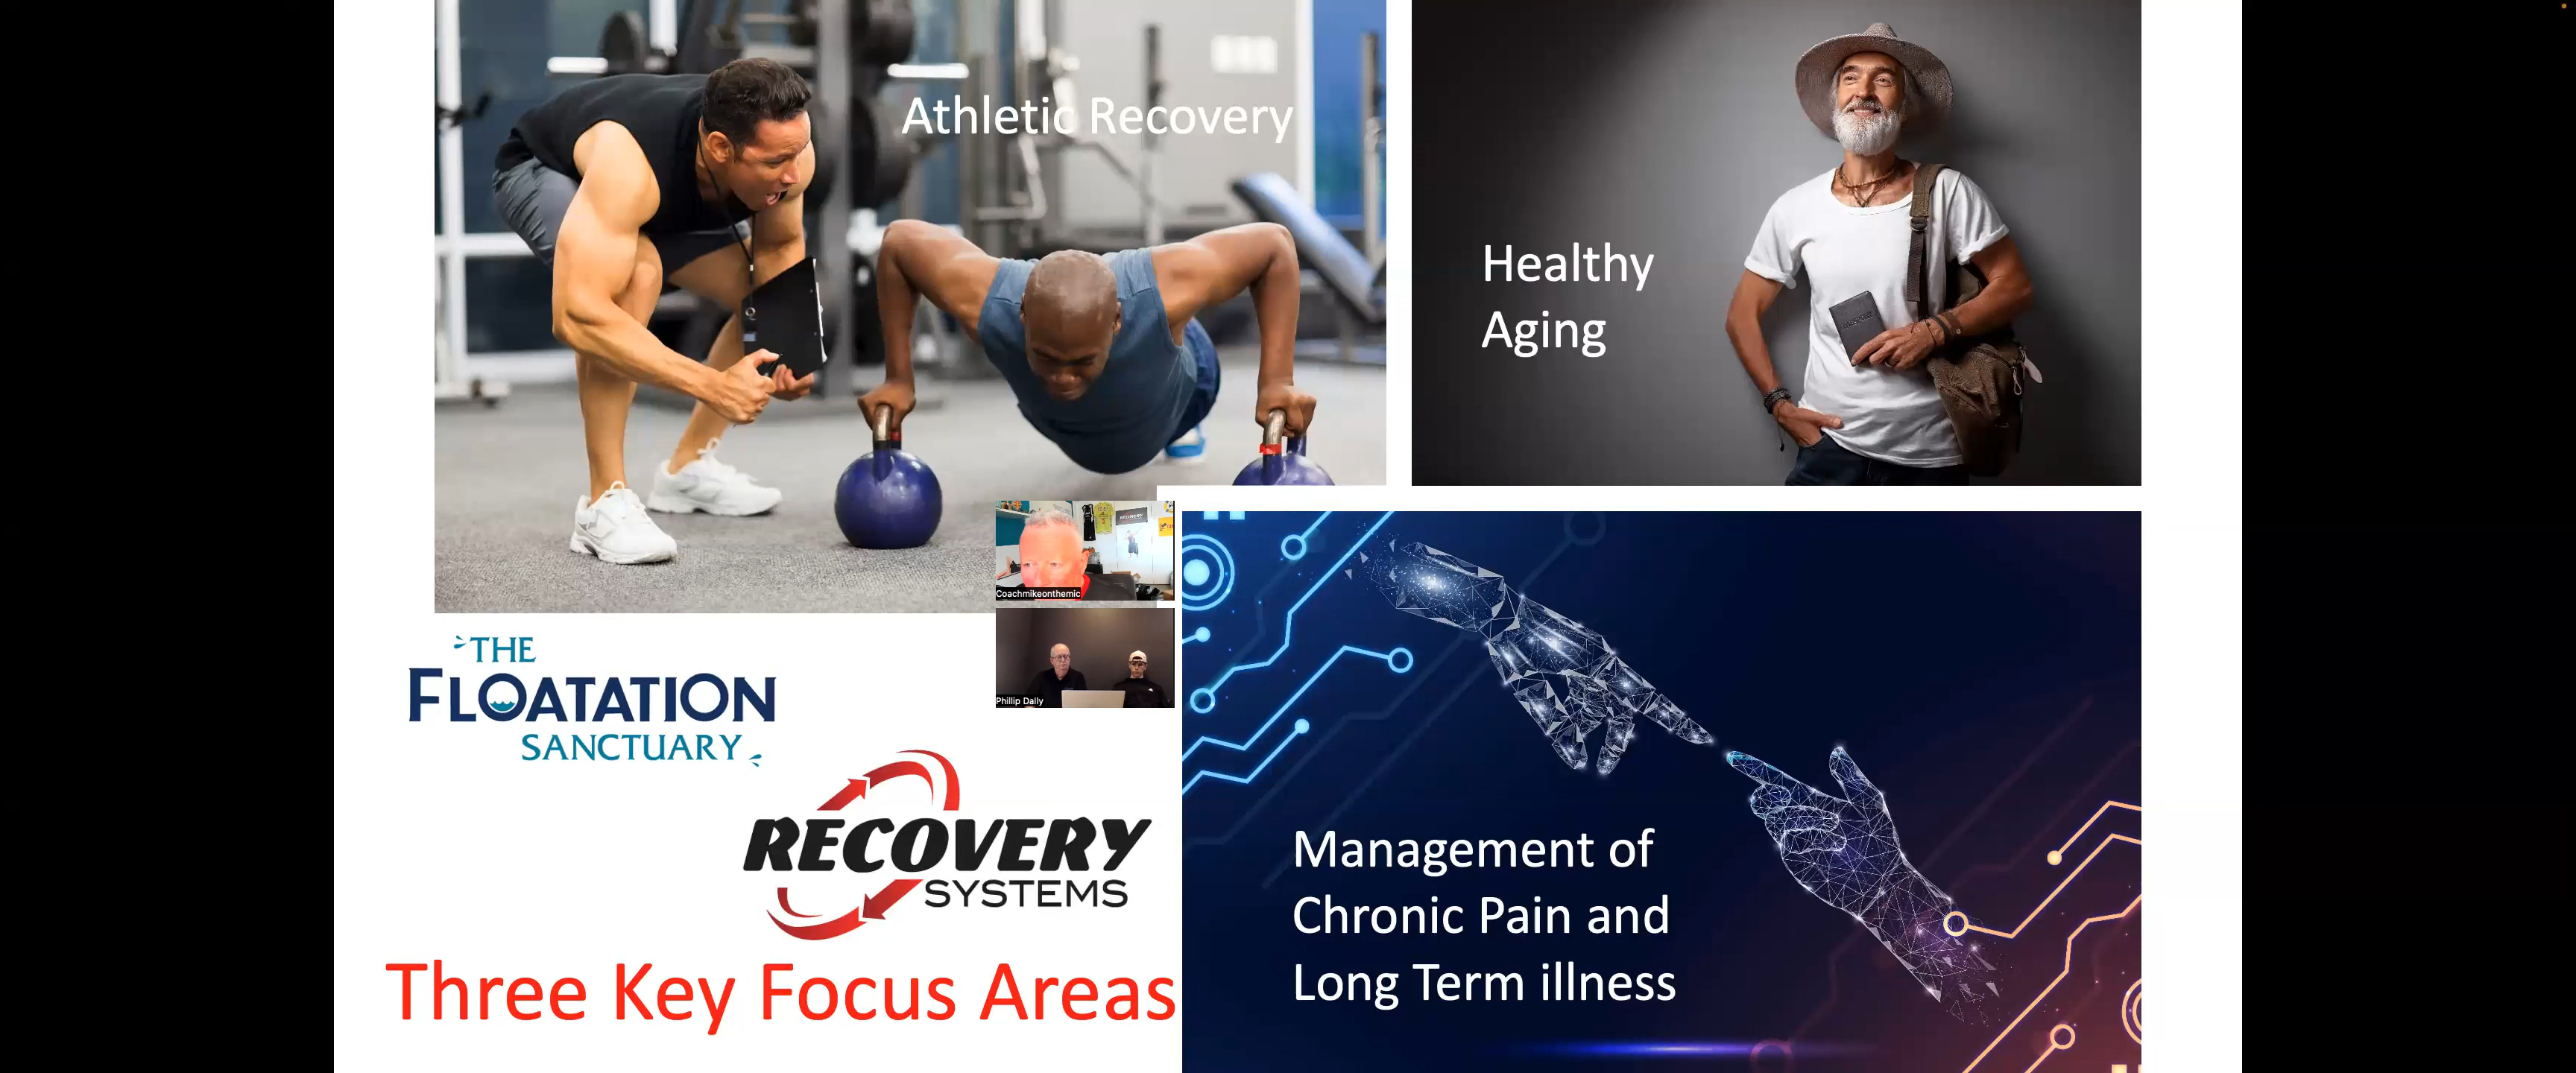 Athletic Recovery
Healthy
Aging
Coachmikeonthemic
Phillip Dally
THE
FLOATATION
SANCTUARY
RECOVERY
SYSTEMS
Three Key Focus Areas
Management of
Chronic Pain and
Long Term illness